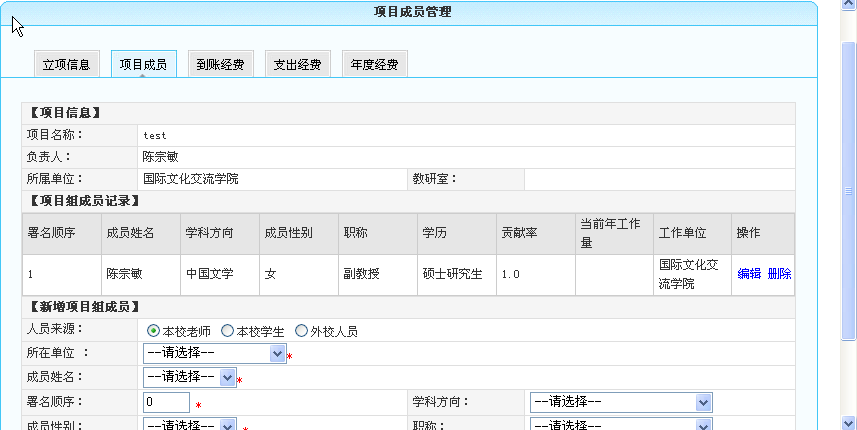 项目成员管理
立项信息 项目成员 到账经费 支出经费 年度经费
【项目信息】
项目名称： test
负责人： 陈宗敏
所属单位： 国际文化交流学院 教研室：
【项目组成员记录】
署名顺序 成员姓名 学科方向 成员性别 职称 学历 贡献率 当前年工作量 工作单位 操作
1 陈宗敏 中国文学 女 副教授 硕士研究生 1.0 国际文化交流学院 编辑 删除
【新增项目组成员】
人员来源： 本校老师 本校学生 外校人员
所在单位 ： --请选择-- *
成员姓名： --请选择-- *
署名顺序： 0 * 学科方向： --请选择--
成员性别： --请选择-- * 职称： --请选择--